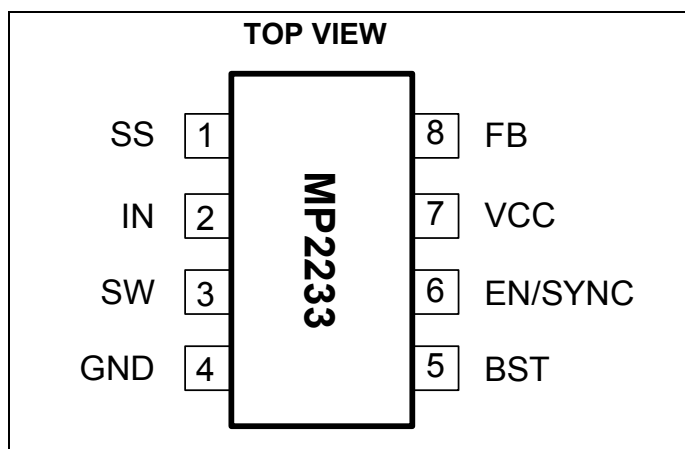 TOP VIEW
SS 1 8 FB
IN 2 7 VCC
SW 3 6 EN/SYNC
GND 4 5 BST
MP2233